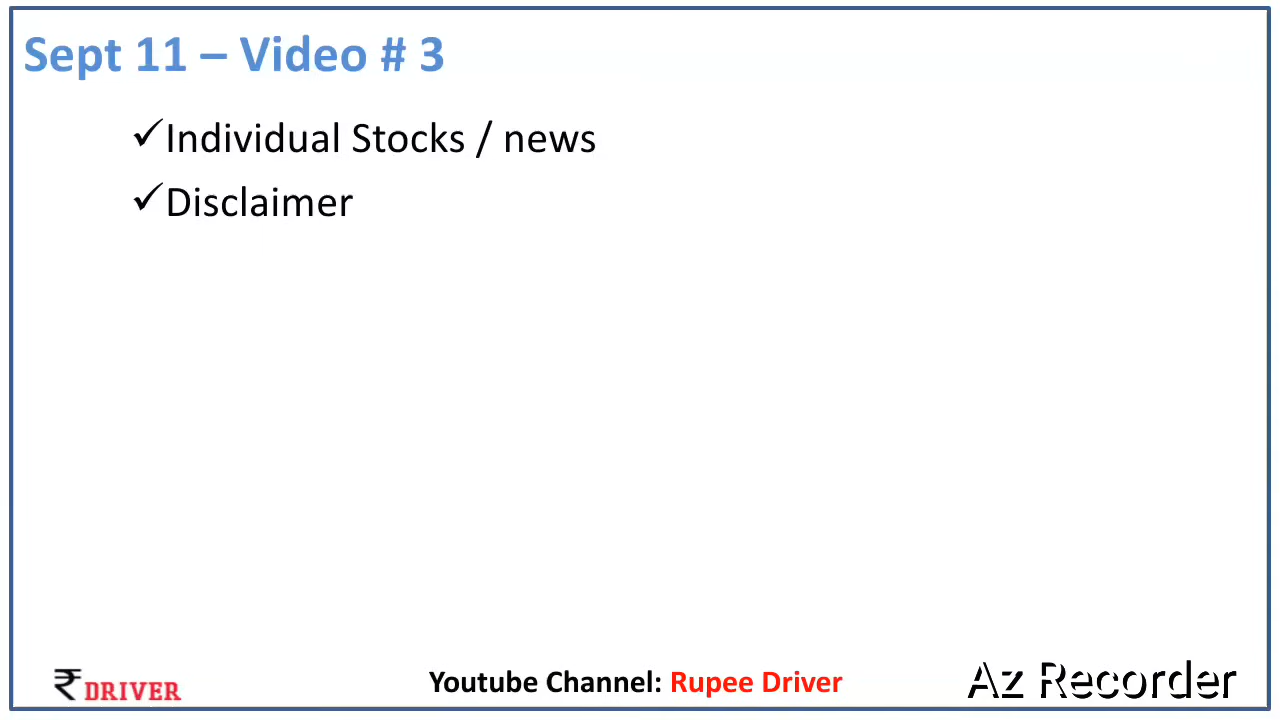 Sept 11 – Video # 3
✓Individual Stocks / news
✓Disclaimer
₹ DRIVER
Youtube Channel: Rupee Driver
Az Recorder